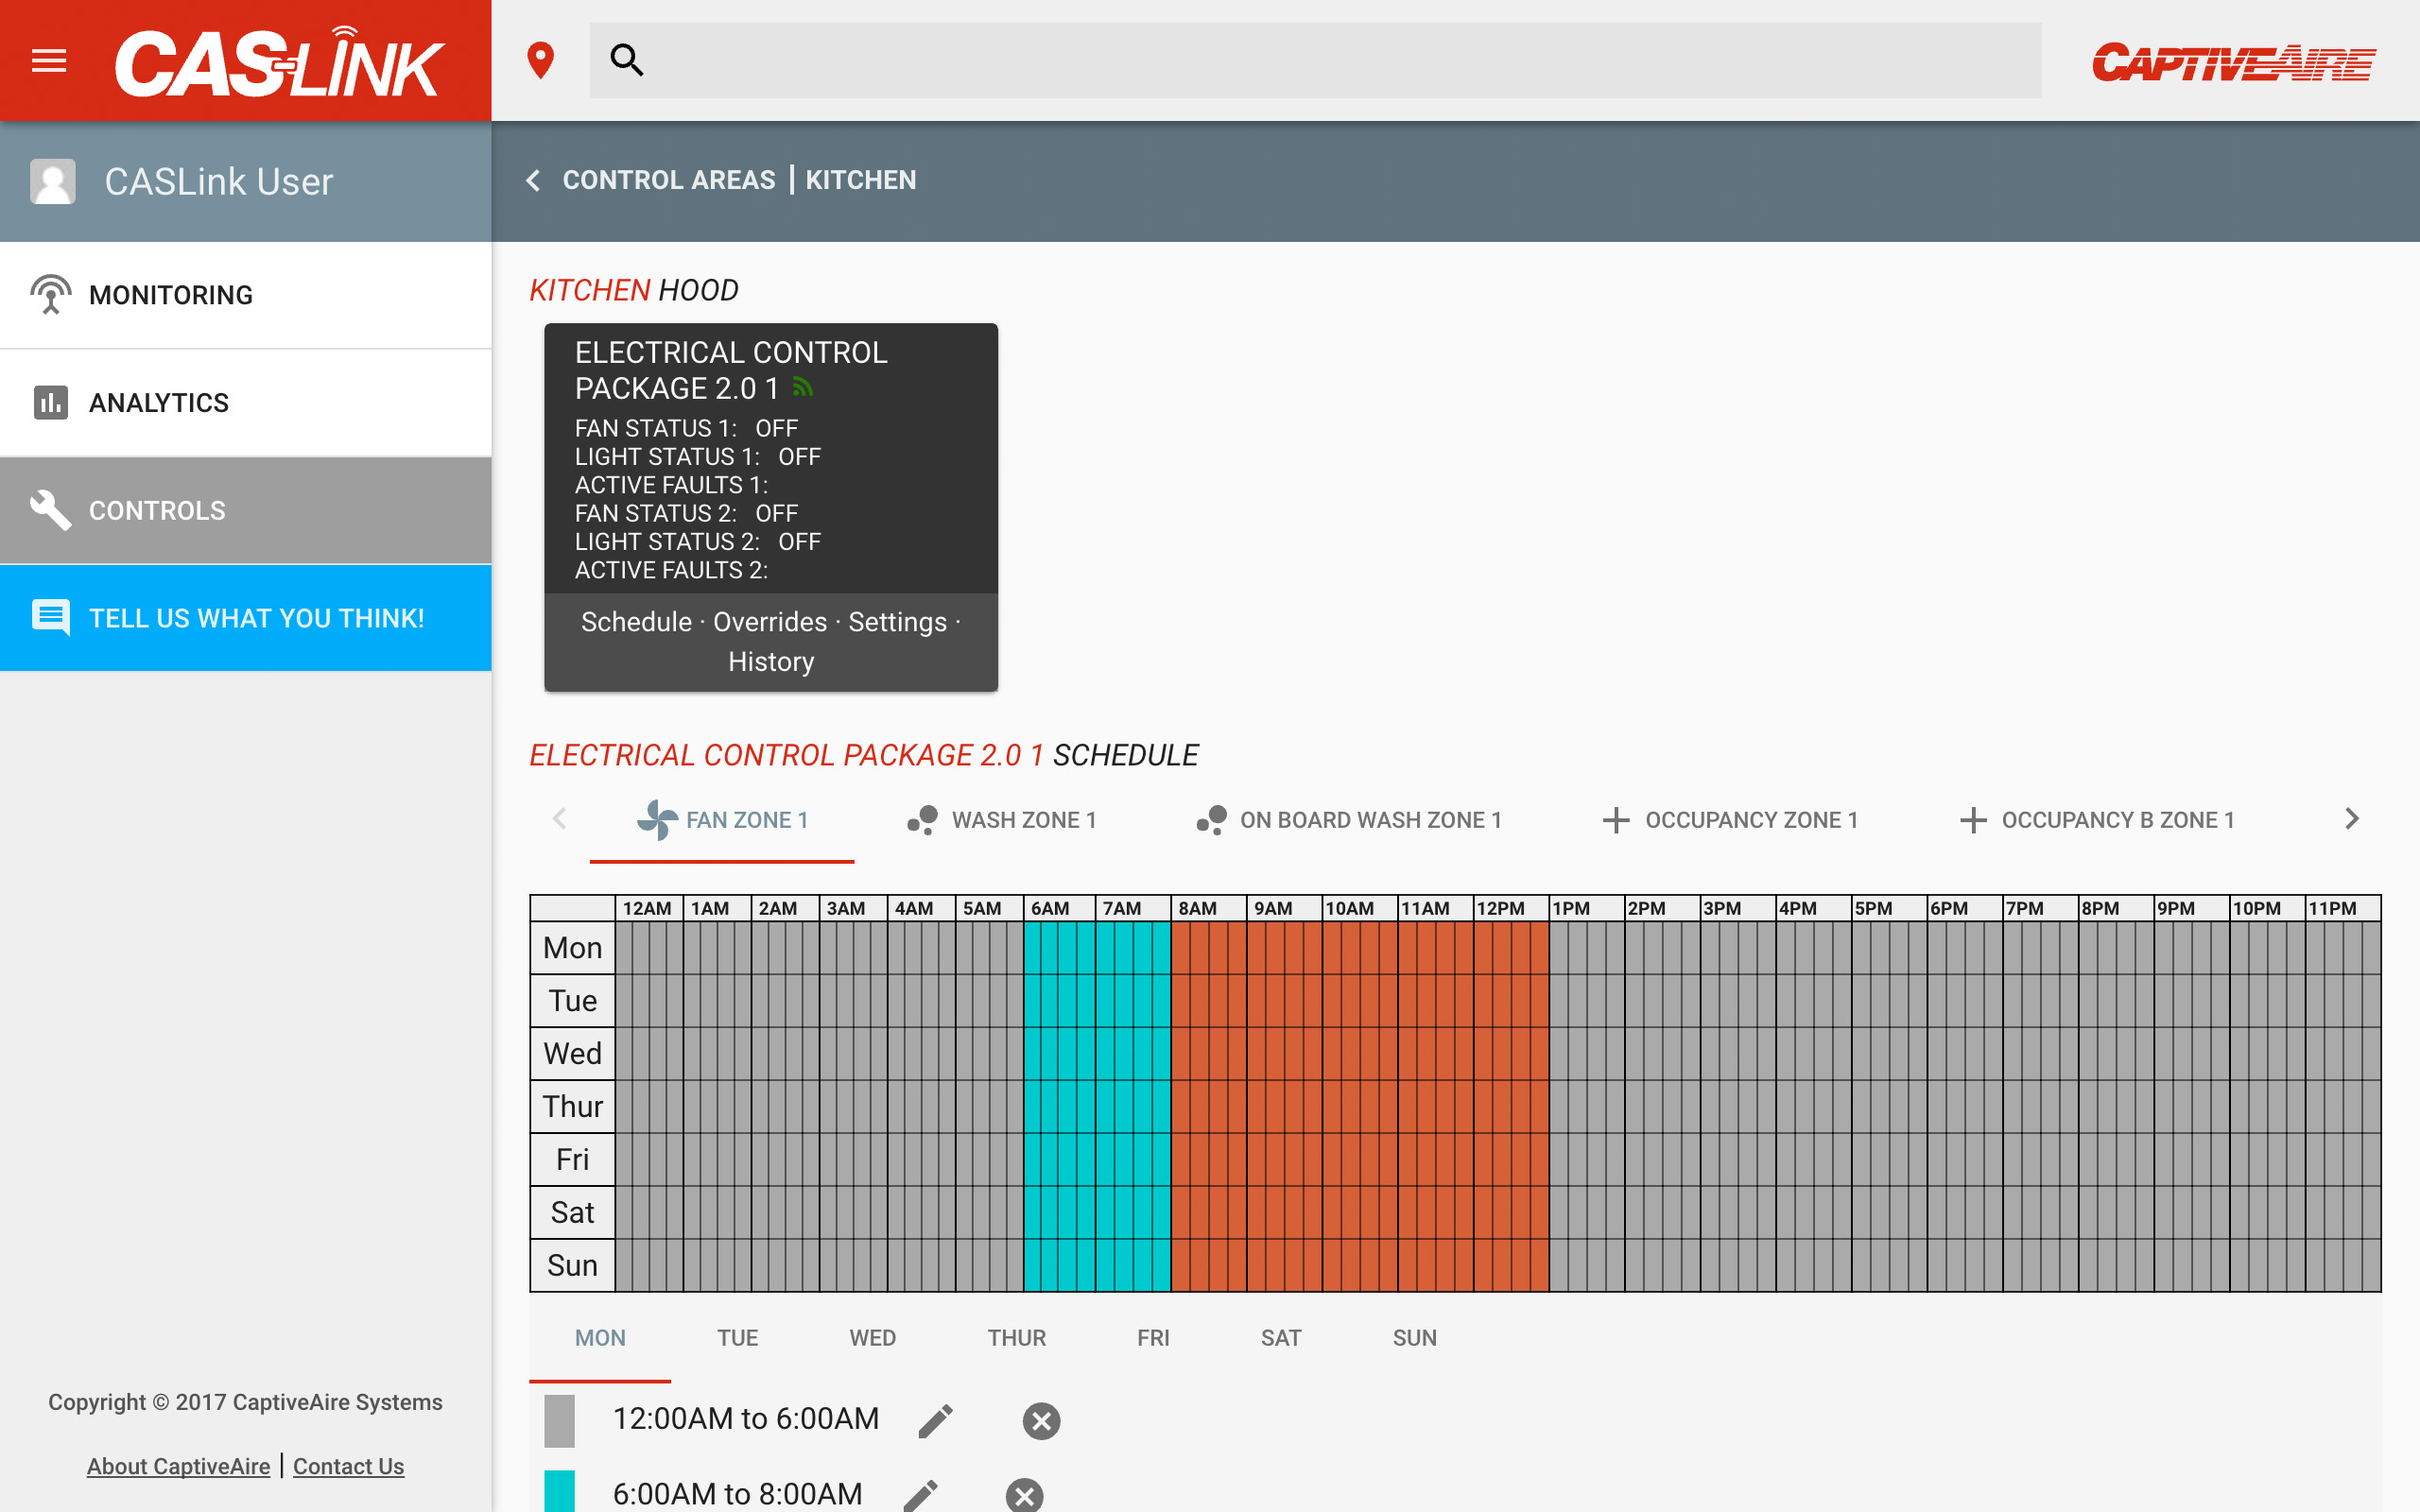 CASLINK
CAPTIVEAIRE
CASLink User
CONTROL AREAS | KITCHEN
MONITORING
ANALYTICS
CONTROLS
TELL US WHAT YOU THINK!
KITCHEN HOOD
ELECTRICAL CONTROL
PACKAGE 2.0 1
FAN STATUS 1: OFF
LIGHT STATUS 1: OFF
ACTIVE FAULTS 1:
FAN STATUS 2: OFF
LIGHT STATUS 2: OFF
ACTIVE FAULTS 2:
Schedule · Overrides · Settings ·
History
ELECTRICAL CONTROL PACKAGE 2.0 1 SCHEDULE
FAN ZONE 1 WASH ZONE 1 ON BOARD WASH ZONE 1 OCCUPANCY ZONE 1 OCCUPANCY B ZONE 1
12AM 1AM 2AM 3AM 4AM 5AM 6AM 7AM 8AM 9AM 10AM 11AM 12PM 1PM 2PM 3PM 4PM 5PM 6PM 7PM 8PM 9PM 10PM 11PM
Mon
Tue
Wed
Thur
Fri
Sat
Sun
MON TUE WED THUR FRI SAT SUN
12:00AM to 6:00AM
6:00AM to 8:00AM
Copyright © 2017 CaptiveAire Systems
About CaptiveAire | Contact Us